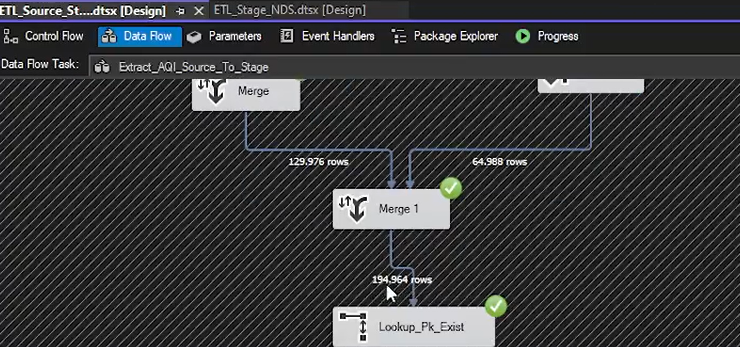 ETL_Source_St....dtsx [Design]
ETL_Stage_NDS.dtsx [Design]
Control Flow
Data Flow
Parameters
Event Handlers
Package Explorer
Progress
Data Flow Task:
Extract_AQI_Source_To_Stage
Merge
129.976 rows
64.988 rows
Merge 1
194.964 rows
Lookup_Pk_Exist